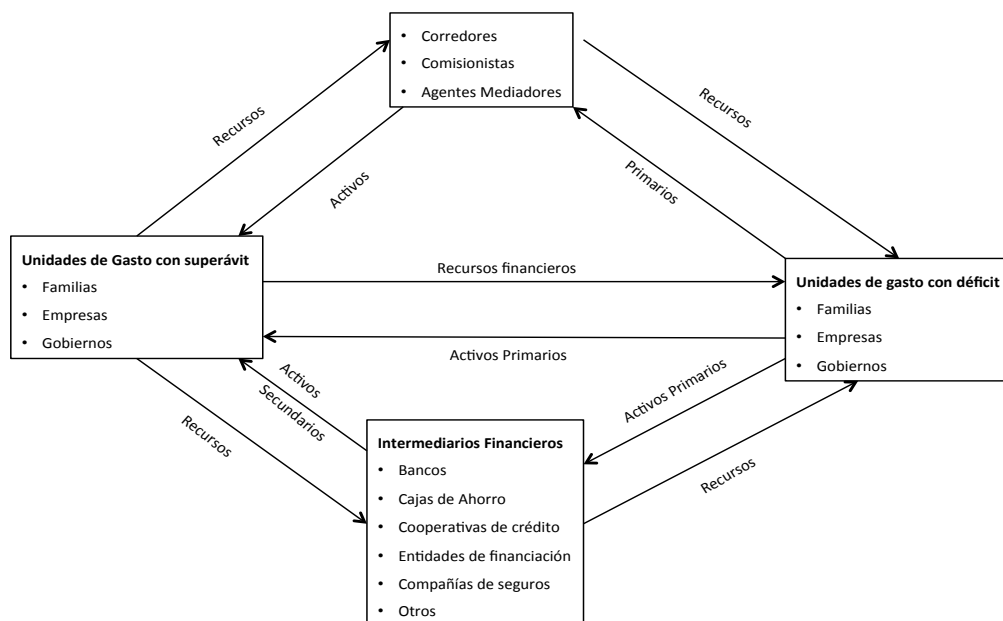 • Corredores
• Comisionistas
• Agentes Mediadores
Recursos
Recursos
Activos
Primarios
Unidades de Gasto con superávit
• Familias
• Empresas
• Gobiernos
Recursos financieros
Unidades de gasto con déficit
• Familias
• Empresas
• Gobiernos
Activos Primarios
Activos
Secundarios
Activos Primarios
Recursos
Recursos
Intermediarios Financieros
• Bancos
• Cajas de Ahorro
• Cooperativas de crédito
• Entidades de financiación
• Compañías de seguros
• Otros